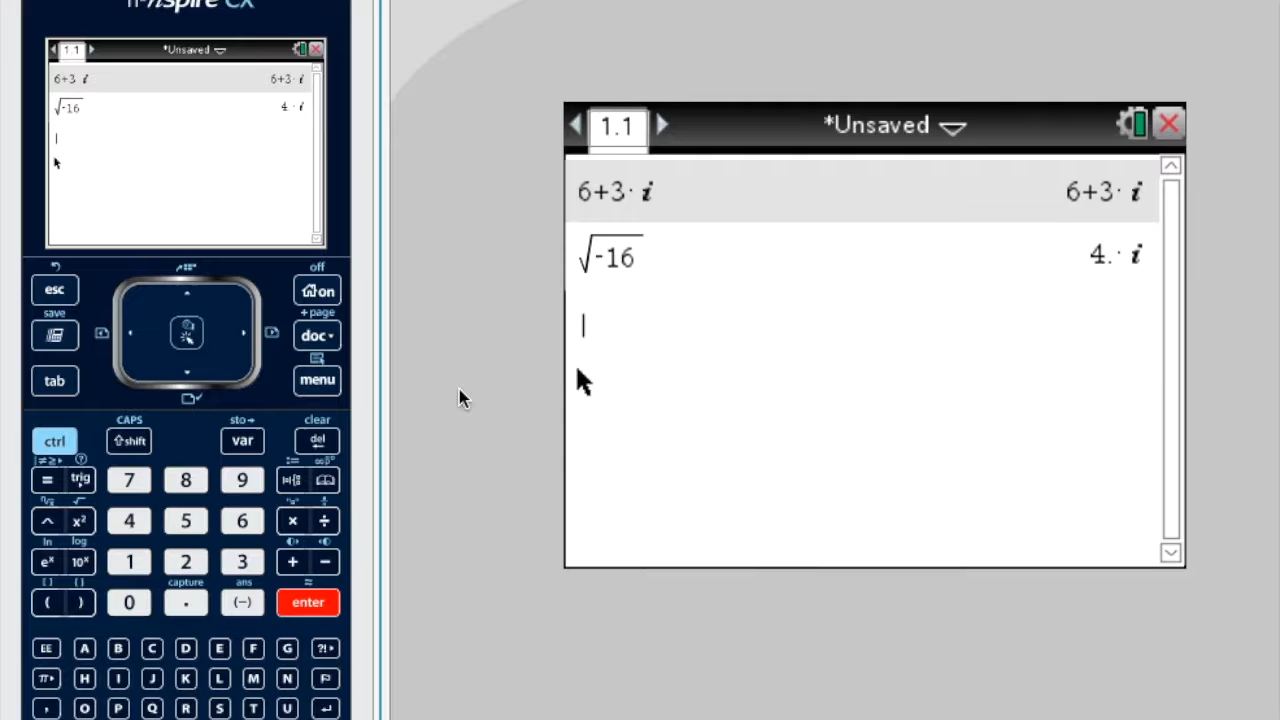 TI-nspire CX
1.1 *Unsaved
6+3· i 6+3· i
√-16 4.· i
1.1 *Unsaved
6+3· i 6+3· i
√-16 4.· i
off
esc on
save +page
doc
tab menu
CAPS sto→ clear
ctrl shift var del
= trig 7 8 9
^ x² 4 5 6 × ÷
ln log
eˣ 10ˣ 1 2 3 + −
[ ] { } capture ans ≈
( ) 0 . (−) enter
EE A B C D E F G ?!▸
π▸ H I J K L M N
, O P Q R S T U ↵